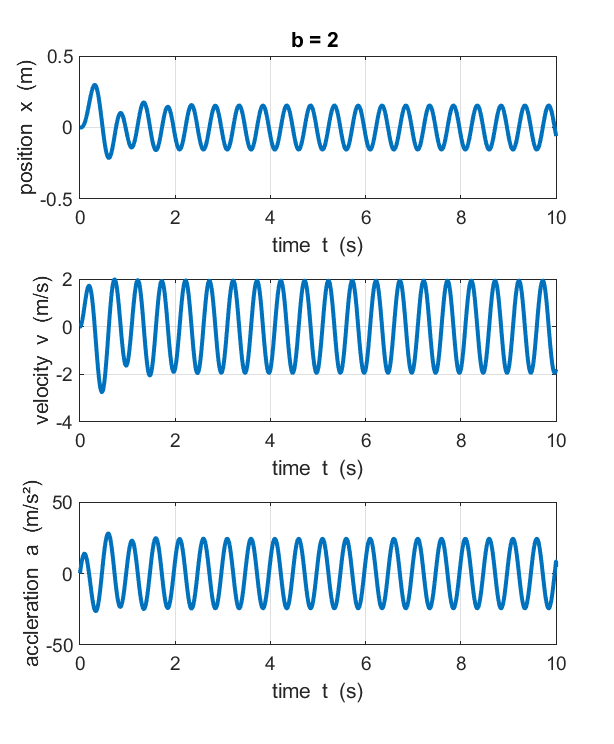 b = 2
position x (m)
0.5
0
-0.5
0 2 4 6 8 10
time t (s)
velocity v (m/s)
2
0
-2
-4
0 2 4 6 8 10
time t (s)
accleration a (m/s²)
50
0
-50
0 2 4 6 8 10
time t (s)